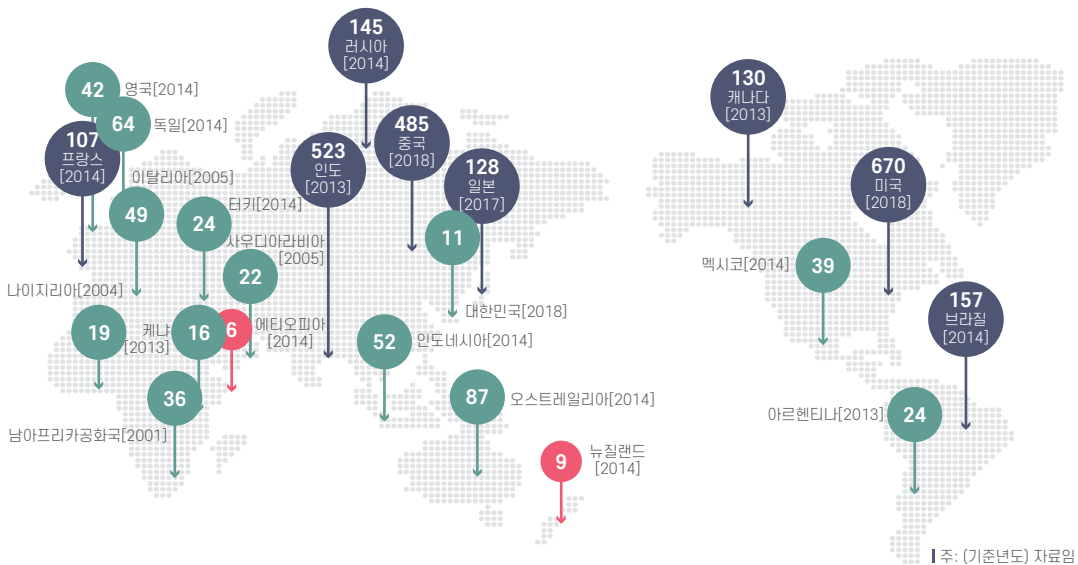 145
러시아
[2014]
42
영국[2014]
64
독일[2014]
107
프랑스
[2014]
이탈리아[2005]
49
터키[2014]
24
사우디아라비아
[2005]
22
523
인도
[2013]
485
중국
[2018]
128
일본
[2017]
11
대한민국[2018]
나이지리아[2004]
19
케냐
[2013]
16
6
에티오피아
[2014]
36
남아프리카공화국[2001]
52
인도네시아[2014]
87
오스트레일리아[2014]
9
뉴질랜드
[2014]
130
캐나다
[2013]
670
미국
[2018]
멕시코[2014]
39
157
브라질
[2014]
아르헨티나[2013]
24
주: (기준년도) 자료임